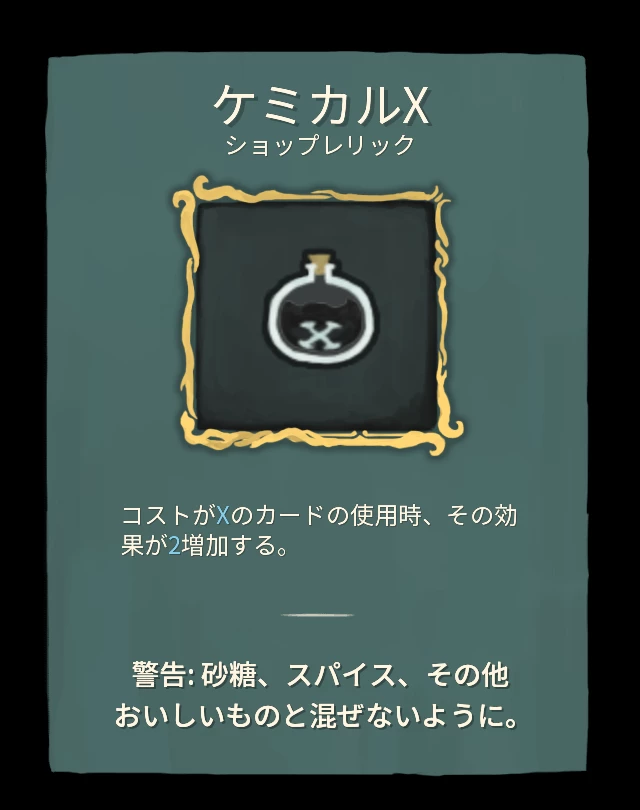 ケミカルX
ショップレリック
X
コストがXのカードの使用時、その効
果が2増加する。
警告: 砂糖、スパイス、その他
おいしいものと混ぜないように。